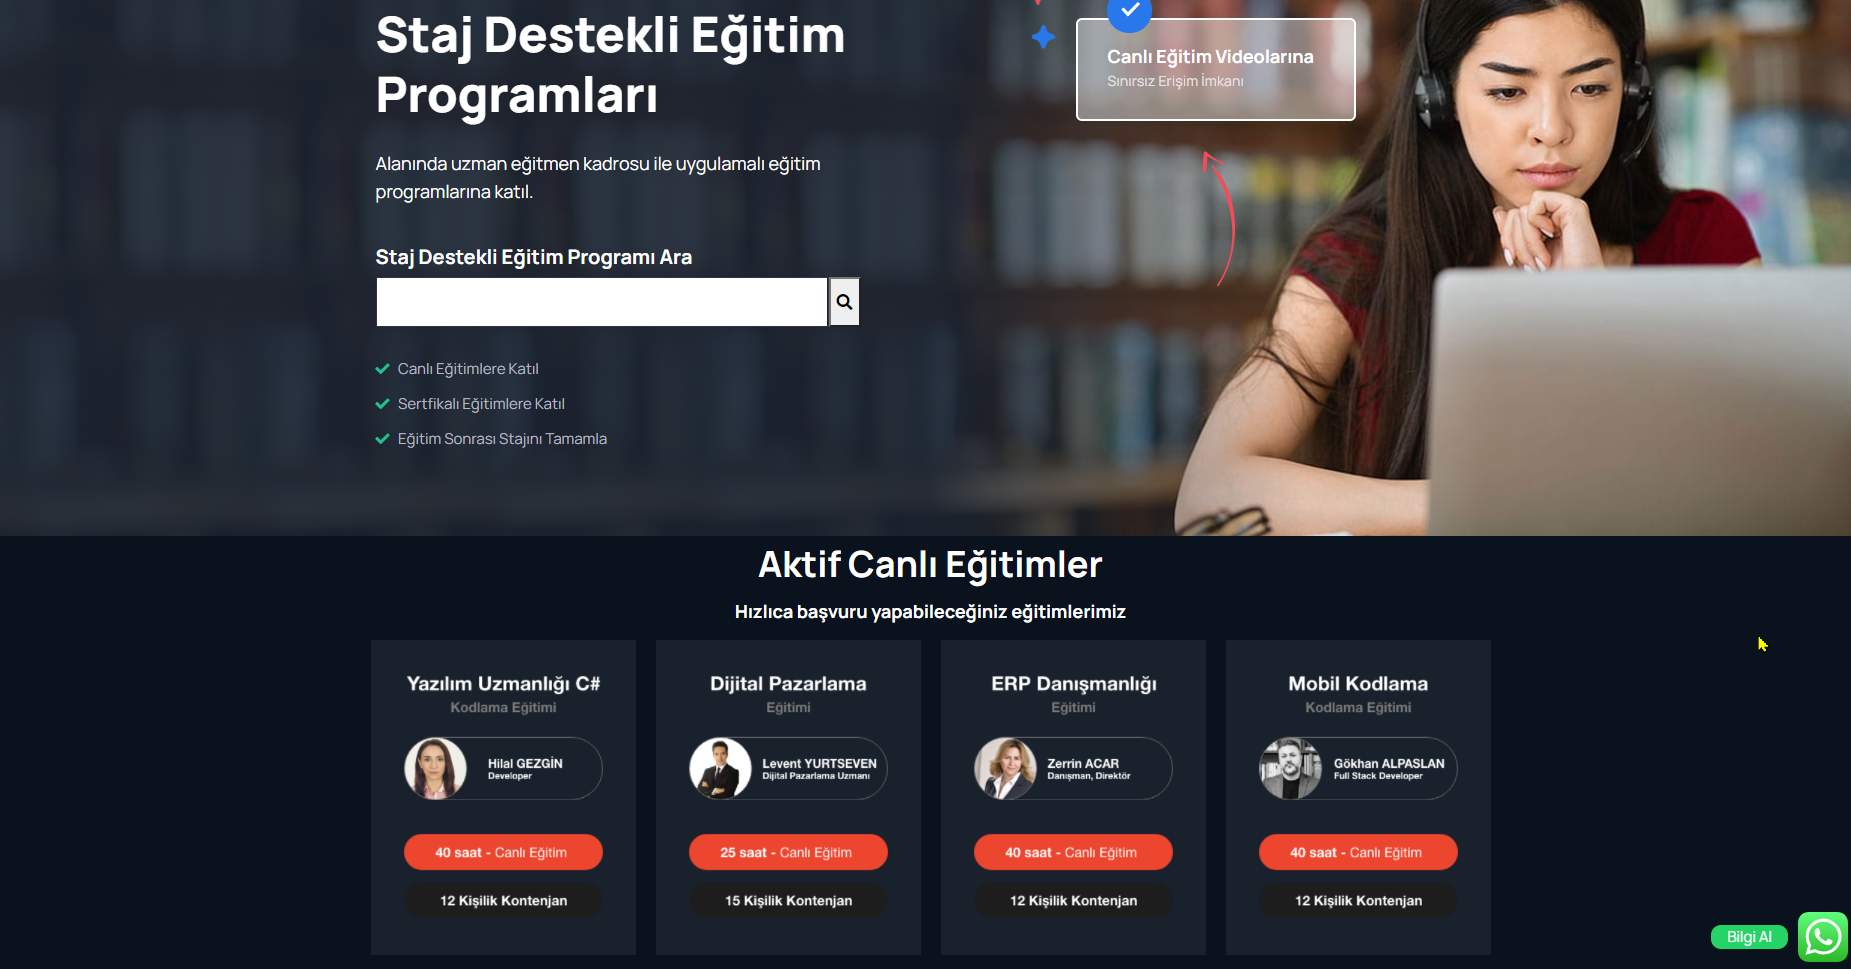 Staj Destekli Eğitim
Programları
Alanında uzman eğitmen kadrosu ile uygulamalı eğitim
programlarına katıl.
Staj Destekli Eğitim Programı Ara
Canlı Eğitimlere Katıl
Sertfikalı Eğitimlere Katıl
Eğitim Sonrası Stajını Tamamla
Canlı Eğitim Videolarına
Sınırsız Erişim İmkanı
Aktif Canlı Eğitimler
Hızlıca başvuru yapabileceğiniz eğitimlerimiz
Yazılım Uzmanlığı C#
Kodlama Eğitimi
Hilal GEZGİN
Developer
40 saat - Canlı Eğitim
12 Kişilik Kontenjan
Dijital Pazarlama
Eğitimi
Levent YURTSEVEN
Dijital Pazarlama Uzmanı
25 saat - Canlı Eğitim
15 Kişilik Kontenjan
ERP Danışmanlığı
Eğitimi
Zerrin ACAR
Danışman, Direktör
40 saat - Canlı Eğitim
12 Kişilik Kontenjan
Mobil Kodlama
Kodlama Eğitimi
Gökhan ALPASLAN
Full Stack Developer
40 saat - Canlı Eğitim
12 Kişilik Kontenjan
Bilgi Al